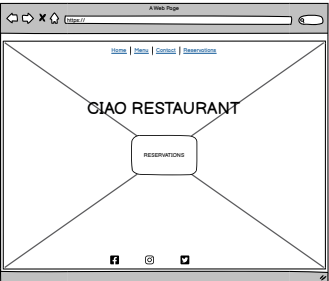 A Web Page
https://
Home | Menu | Contact | Reservations
CIAO RESTAURANT
RESERVATIONS